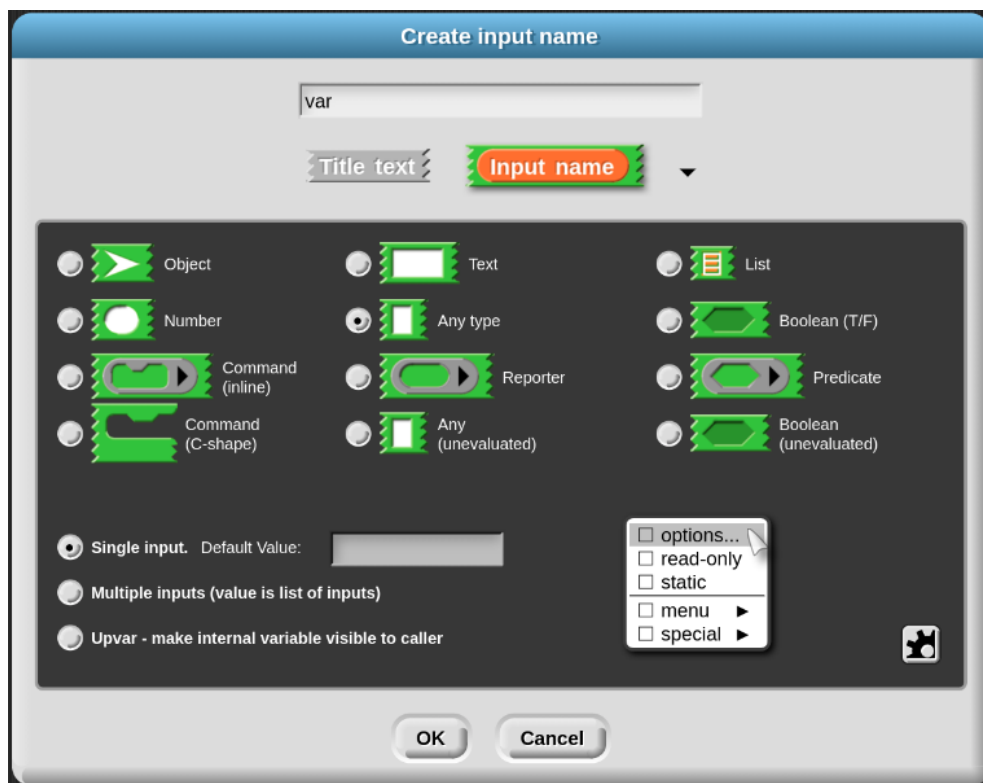 Create input name
var
Title text
Input name
Object
Text
List
Number
Any type
Boolean (T/F)
Command
(inline)
Reporter
Predicate
Command
(C-shape)
Any
(unevaluated)
Boolean
(unevaluated)
Single input. Default Value:
Multiple inputs (value is list of inputs)
Upvar - make internal variable visible to caller
options...
read-only
static
menu
special
OK
Cancel